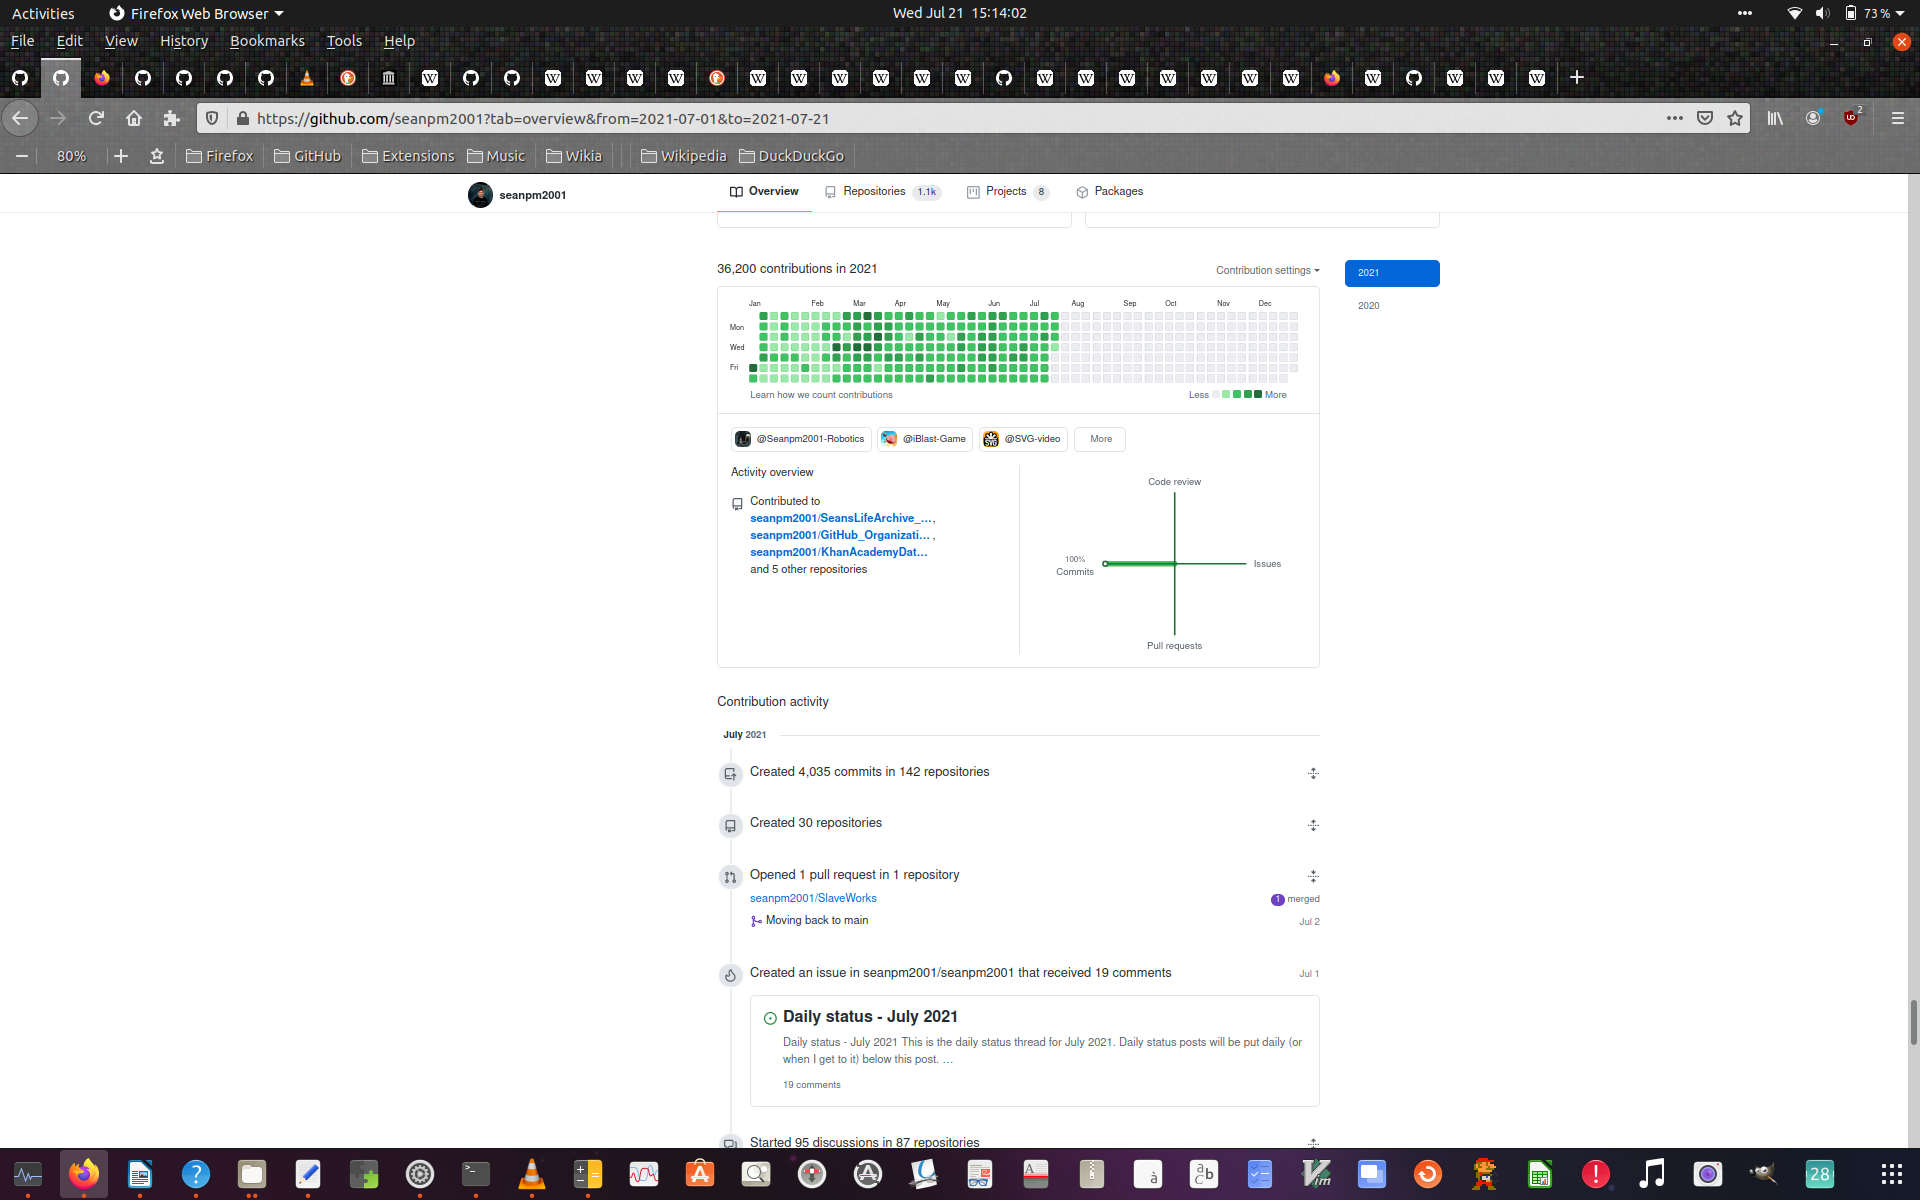 Activities
Firefox Web Browser
Wed Jul 21 15:14:02
73 %
File Edit View History Bookmarks Tools Help
https://github.com/seanpm2001?tab=overview&from=2021-07-01&to=2021-07-21
2
80%
Firefox
GitHub
Extensions
Music
Wikia
Wikipedia
DuckDuckGo
seanpm2001
Overview
Repositories 1.1k
Projects 8
Packages
36,200 contributions in 2021
Contribution settings
2021
2020
Jan Feb Mar Apr May Jun Jul Aug Sep Oct Nov Dec
Mon
Wed
Fri
Learn how we count contributions
Less More
@Seanpm2001-Robotics
@iBlast-Game
@SVG-video
More
Activity overview
Contributed to
seanpm2001/SeansLifeArchive_... ,
seanpm2001/GitHub_Organizati... ,
seanpm2001/KhanAcademyDat...
and 5 other repositories
Code review
100%
Commits
Issues
Pull requests
Contribution activity
July 2021
Created 4,035 commits in 142 repositories
Created 30 repositories
Opened 1 pull request in 1 repository
seanpm2001/SlaveWorks
1 merged
Moving back to main
Jul 2
Created an issue in seanpm2001/seanpm2001 that received 19 comments
Jul 1
Daily status - July 2021
Daily status - July 2021 This is the daily status thread for July 2021. Daily status posts will be put daily (or
when I get to it) below this post. ...
19 comments
Started 95 discussions in 87 repositories
28